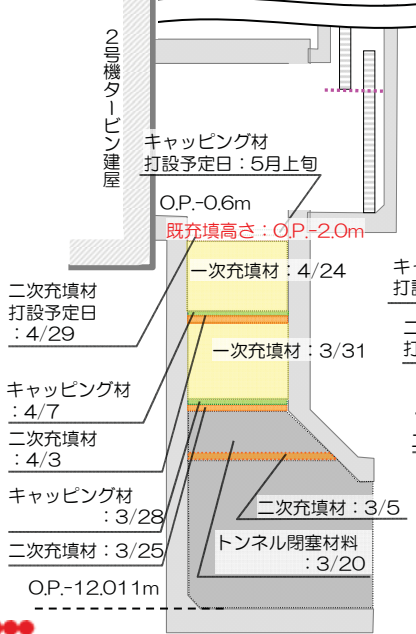 2号機タービン建屋
キャッピング材
打設予定日：5月上旬
O.P.-0.6m
既充填高さ：O.P.-2.0m
一次充填材：4/24
二次充填材
打設予定日
：4/29
一次充填材：3/31
キャッピング材
：4/7
二次充填材
：4/3
キャッピング材
：3/28
二次充填材：3/25
二次充填材：3/5
トンネル閉塞材料
：3/20
O.P.-12.011m